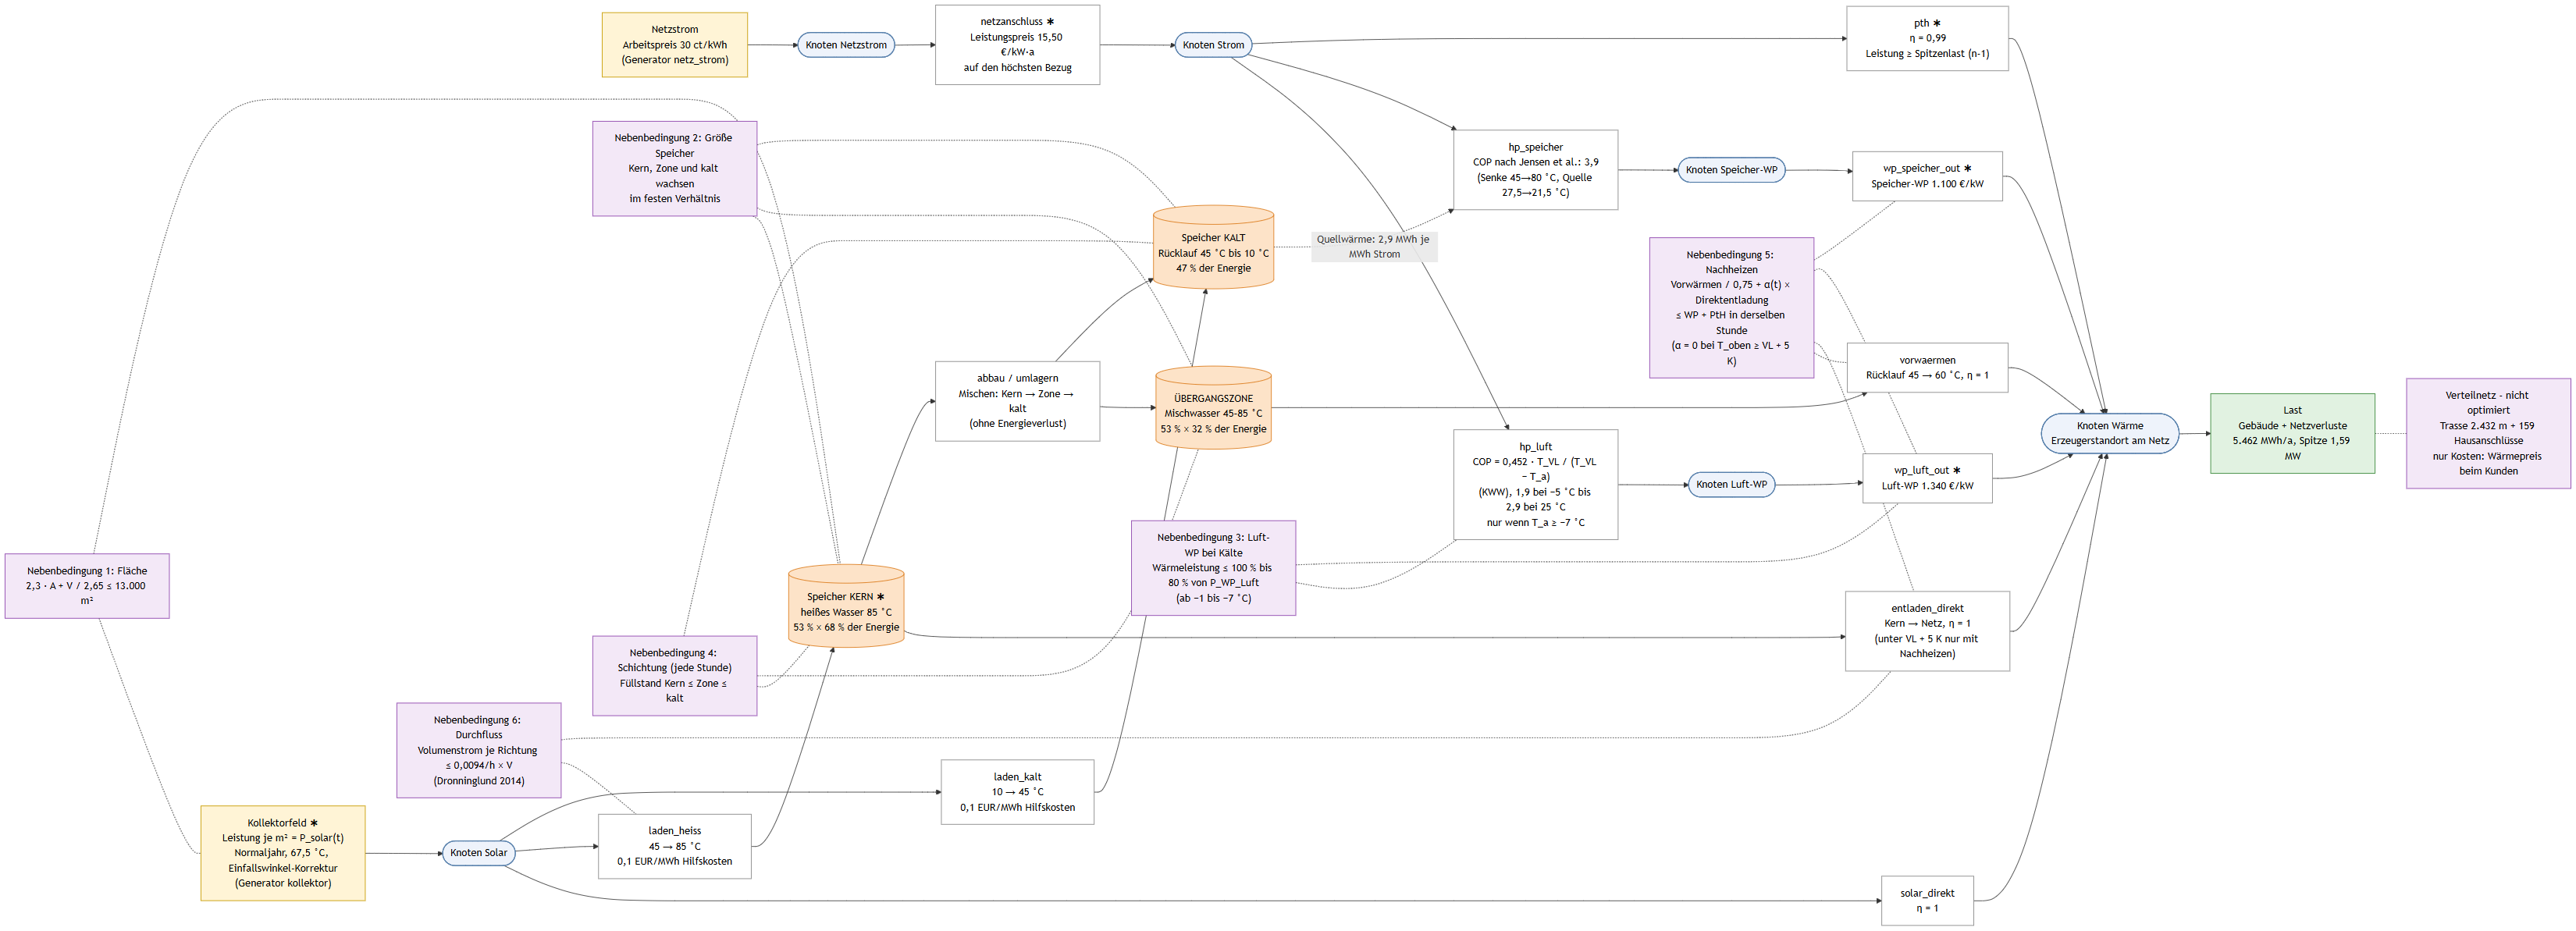 Netzstrom
Arbeitspreis 30 ct/kWh
(Generator netz_strom)
Knoten Netzstrom
netzanschluss ∗
Leistungspreis 15,50
€/kW·a
auf den höchsten Bezug
Knoten Strom
pth ∗
η = 0,99
Leistung ≥ Spitzenlast (n-1)
Nebenbedingung 2: Größe
Speicher
Kern, Zone und kalt
wachsen
im festen Verhältnis
hp_speicher
COP nach Jensen et al.: 3,9
(Senke 45→80 °C, Quelle
27,5→21,5 °C)
Knoten Speicher-WP
wp_speicher_out ∗
Speicher-WP 1.100 €/kW
Speicher KALT
Rücklauf 45 °C bis 10 °C
47 % der Energie
Quellwärme: 2,9 MWh je
MWh Strom
Nebenbedingung 5:
Nachheizen
Vorwärmen / 0,75 + α(t) ×
Direktentladung
≤ WP + PtH in derselben
Stunde
(α = 0 bei T_oben ≥ VL + 5
K)
abbau / umlagern
Mischen: Kern → Zone →
kalt
(ohne Energieverlust)
ÜBERGANGSZONE
Mischwasser 45-85 °C
53 % × 32 % der Energie
vorwaermen
Rücklauf 45 → 60 °C, η = 1
Knoten Wärme
Erzeugerstandort am Netz
Last
Gebäude + Netzverluste
5.462 MWh/a, Spitze 1,59
MW
Verteilnetz - nicht
optimiert
Trasse 2.432 m + 159
Hausanschlüsse
nur Kosten: Wärmepreis
beim Kunden
hp_luft
COP = 0,452 · T_VL / (T_VL
− T_a)
(KWW), 1,9 bei −5 °C bis
2,9 bei 25 °C
nur wenn T_a ≥ −7 °C
Knoten Luft-WP
wp_luft_out ∗
Luft-WP 1.340 €/kW
Nebenbedingung 1: Fläche
2,3 · A + V / 2,65 ≤ 13.000
m²
Speicher KERN ∗
heißes Wasser 85 °C
53 % × 68 % der Energie
Nebenbedingung 3: Luft-
WP bei Kälte
Wärmeleistung ≤ 100 % bis
80 % von P_WP_Luft
(ab −1 bis −7 °C)
entladen_direkt
Kern → Netz, η = 1
(unter VL + 5 K nur mit
Nachheizen)
Nebenbedingung 4:
Schichtung (jede Stunde)
Füllstand Kern ≤ Zone ≤
kalt
Nebenbedingung 6:
Durchfluss
Volumenstrom je Richtung
≤ 0,0094/h × V
(Dronninglund 2014)
laden_kalt
10 → 45 °C
0,1 EUR/MWh Hilfskosten
Kollektorfeld ∗
Leistung je m² = P_solar(t)
Normaljahr, 67,5 °C,
Einfallswinkel-Korrektur
(Generator kollektor)
Knoten Solar
laden_heiss
45 → 85 °C
0,1 EUR/MWh Hilfskosten
solar_direkt
η = 1